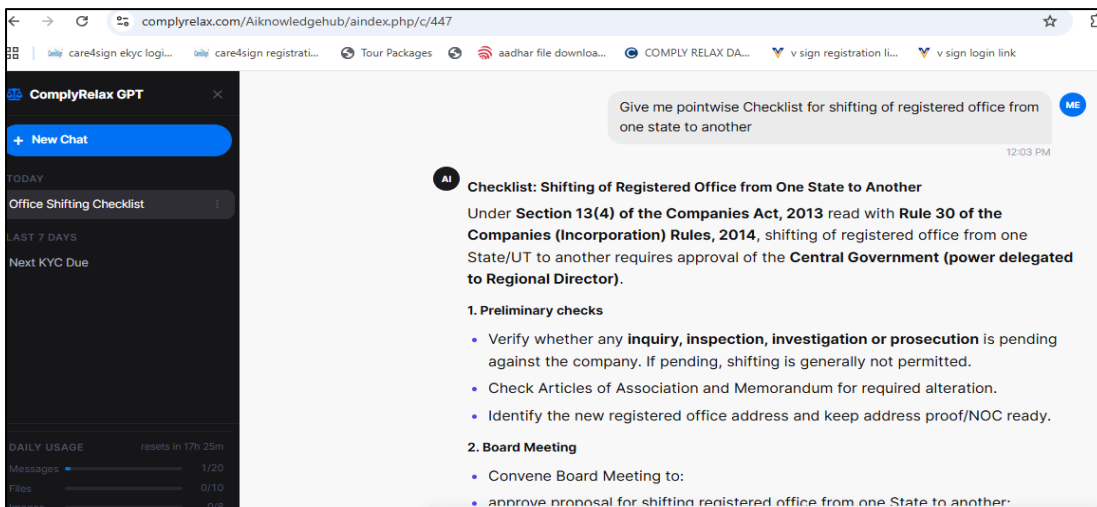 complyrelax.com/Aiknowledgehub/aindex.php/c/447
care4sign ekyc logi... care4sign registrati... Tour Packages aadhar file downloa... COMPLY RELAX DA... v sign registration li... v sign login link
ComplyRelax GPT
+ New Chat
TODAY
Office Shifting Checklist
LAST 7 DAYS
Next KYC Due
DAILY USAGE resets in 17h 25m
Messages 1/20
Files 0/10
Images 0/8
Give me pointwise Checklist for shifting of registered office from
one state to another
ME
12:03 PM
AI
Checklist: Shifting of Registered Office from One State to Another
Under Section 13(4) of the Companies Act, 2013 read with Rule 30 of the
Companies (Incorporation) Rules, 2014, shifting of registered office from one
State/UT to another requires approval of the Central Government (power delegated
to Regional Director).
1. Preliminary checks
• Verify whether any inquiry, inspection, investigation or prosecution is pending
against the company. If pending, shifting is generally not permitted.
• Check Articles of Association and Memorandum for required alteration.
• Identify the new registered office address and keep address proof/NOC ready.
2. Board Meeting
• Convene Board Meeting to:
• approve proposal for shifting registered office from one State to another;